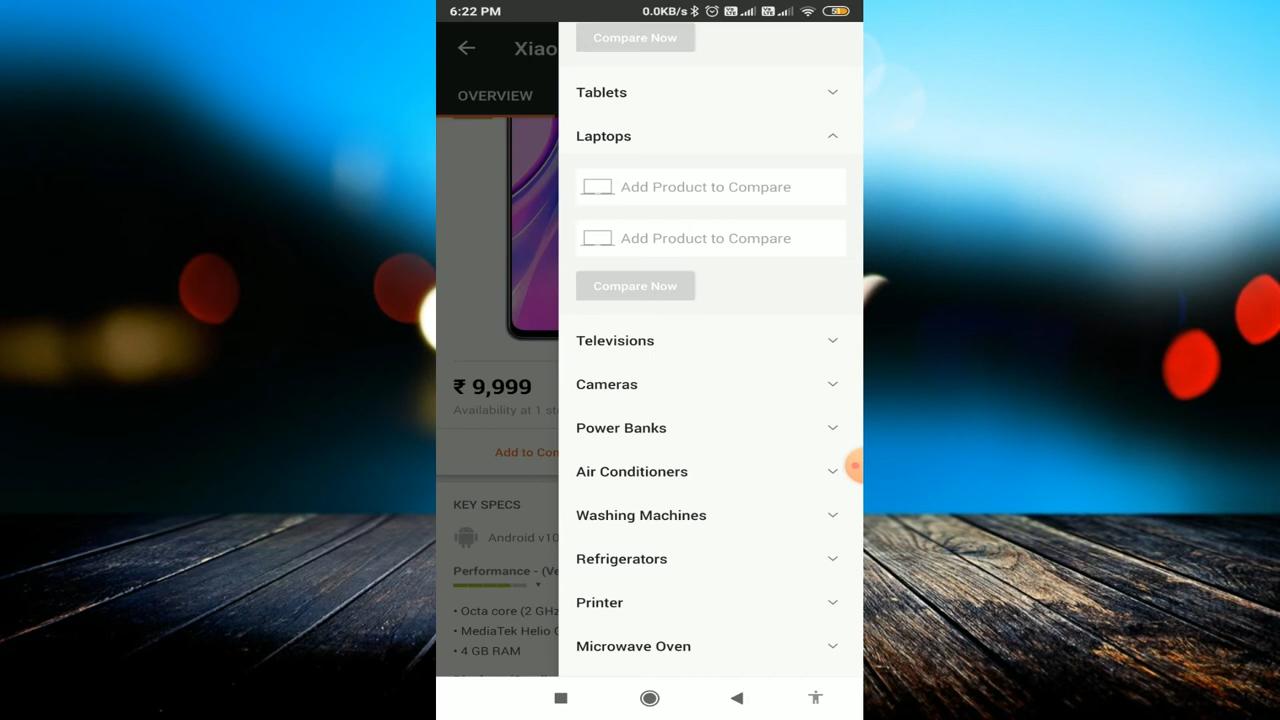 6:22 PM 0.0KB/s 51
Xiao
OVERVIEW
Compare Now
Tablets
Laptops
Add Product to Compare
Add Product to Compare
Compare Now
Televisions
Cameras
Power Banks
Air Conditioners
Washing Machines
Refrigerators
Printer
Microwave Oven
₹ 9,999
Availability at 1 st
Add to Com
KEY SPECS
Android v10
Performance - (Ve
• Octa core (2 GHz
• MediaTek Helio G
• 4 GB RAM